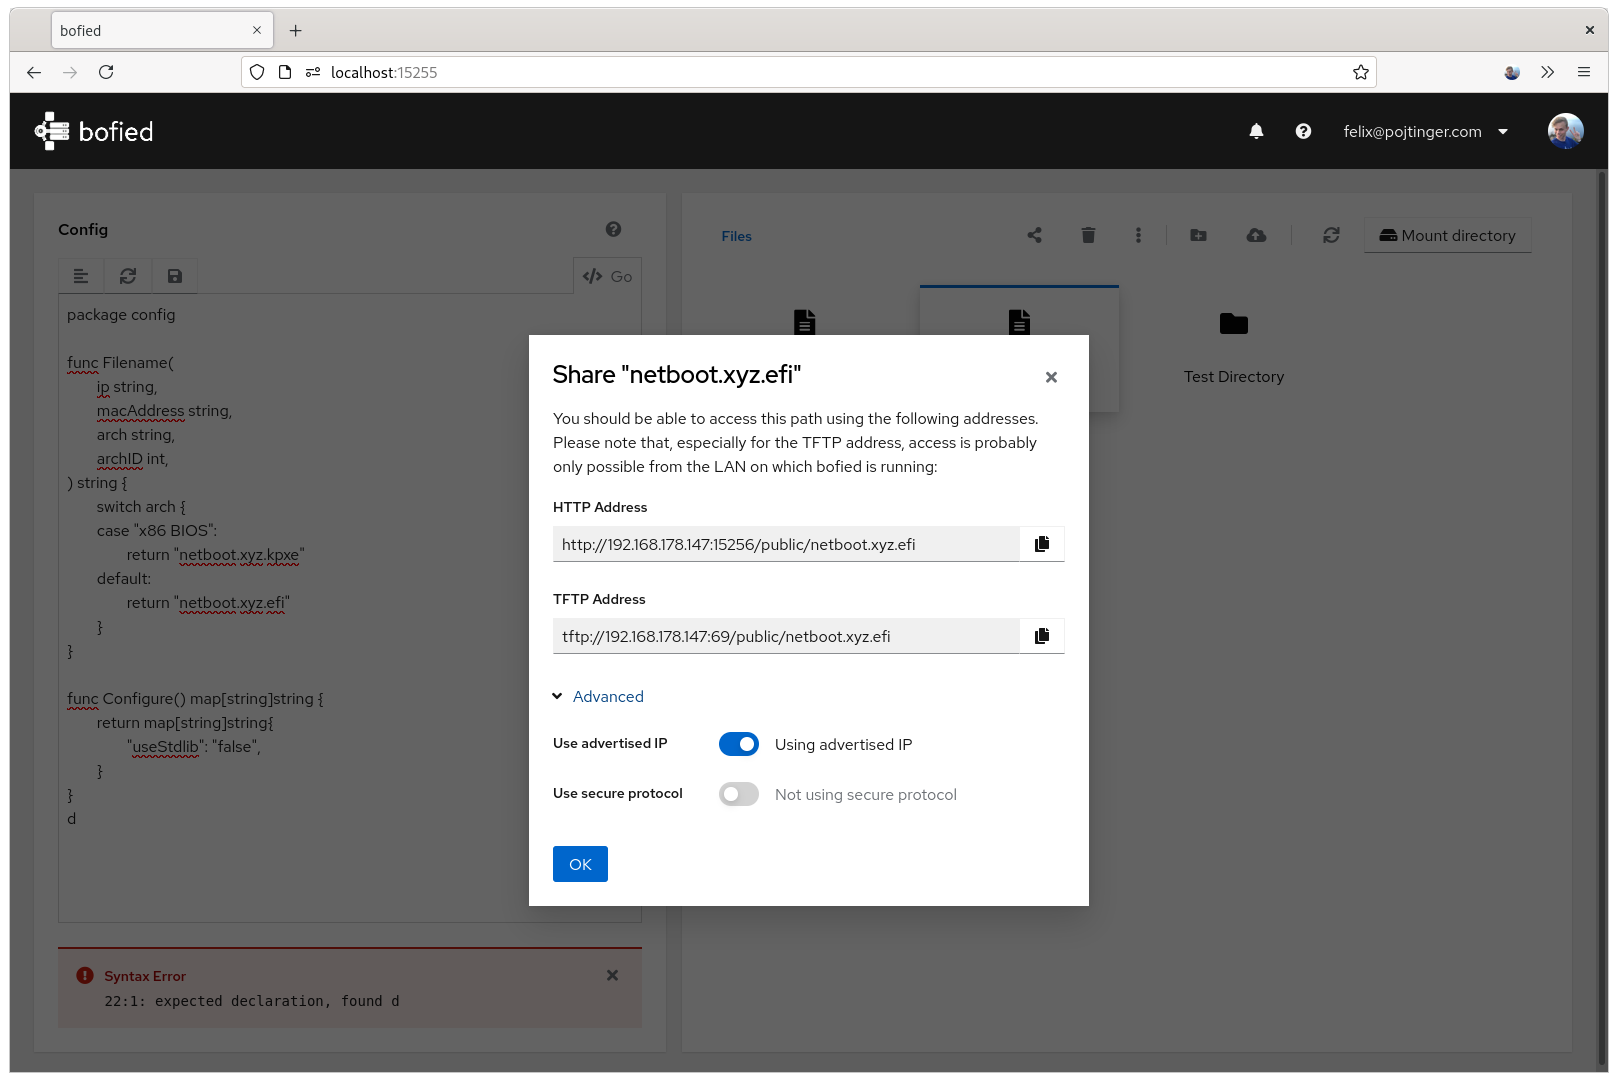 bofied
localhost:15255
bofied
felix@pojtinger.com
Config
Go
package config
func Filename(
ip string,
macAddress string,
arch string,
archID int,
) string {
switch arch {
case "x86 BIOS":
return "netboot.xyz.kpxe"
default:
return "netboot.xyz.efi"
}
}
func Configure() map[string]string {
return map[string]string{
"useStdlib": "false",
}
}
d
Syntax Error
22:1: expected declaration, found d
Files
Mount directory
Test Directory
Share "netboot.xyz.efi"
You should be able to access this path using the following addresses.
Please note that, especially for the TFTP address, access is probably
only possible from the LAN on which bofied is running:
HTTP Address
http://192.168.178.147:15256/public/netboot.xyz.efi
TFTP Address
tftp://192.168.178.147:69/public/netboot.xyz.efi
Advanced
Use advertised IP
Using advertised IP
Use secure protocol
Not using secure protocol
OK